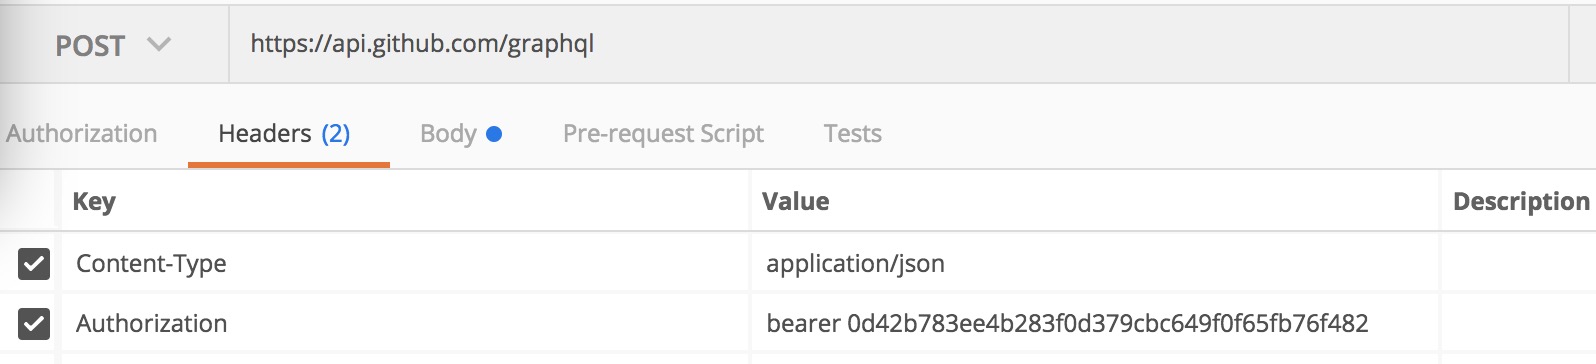 POST https://api.github.com/graphql
Authorization Headers (2) Body Pre-request Script Tests
Key Value Description
Content-Type application/json
Authorization bearer 0d42b783ee4b283f0d379cbc649f0f65fb76f482